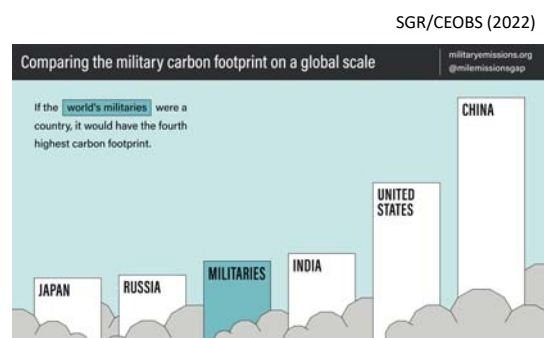 SGR/CEOBS (2022)
Comparing the military carbon footprint on a global scale
militaryemissions.org
@milemissionsgap
If the world's militaries were a
country, it would have the fourth
highest carbon footprint.
JAPAN
RUSSIA
MILITARIES
INDIA
UNITED
STATES
CHINA